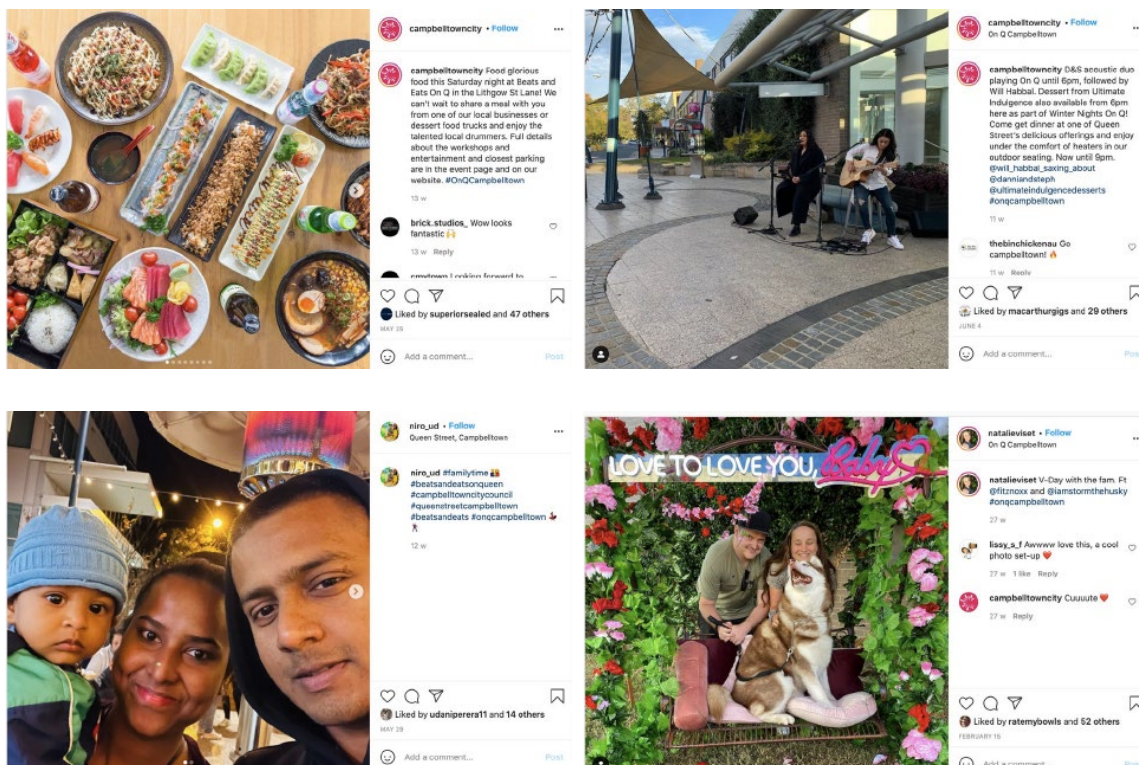 campbelltowncity • Follow
campbelltowncity Food glorious
food this Saturday night at Beats and
Eats On Q in the Lithgow St Lane! We
can't wait to share a meal with you
from one of our local businesses or
dessert food trucks and enjoy the
talented local drummers. Full details
about the workshops and
entertainment and closest parking
are in the event page and on our
website. #OnQCampbelltown
13 w
brick.studios_ Wow looks
fantastic 🙌
13 w Reply
Looking forward to
Liked by superiorsealed and 47 others
Add a comment...
Post
campbelltowncity • Follow
On Q Campbelltown
campbelltowncity D&S acoustic duo
playing On Q until 6pm, followed by
Will Habbal. Dessert from Ultimate
Indulgence also available from 6pm
here as part of Winter Nights On Q!
Come get dinner at one of Queen
Street's delicious offerings and enjoy
under the comfort of heaters in our
outdoor seating. Now until 9pm.
@will_habbal_saxing_about
@danniandsteph
@ultimateindulgencedesserts
#onqcampbelltown
11 w
thebinchickenau Go
campbelltown! 🔥
11 w Reply
Liked by macarthurgigs and 29 others
JUNE 4
Add a comment...
niro_ud • Follow
Queen Street, Campbelltown
niro_ud #familytime
#beatsandeatsonqueen
#campbelltowncitycouncil
#queenstreetcampbelltown
#beatsandeats #onqcampbelltown
12 w
Liked by udaniperera11 and 14 others
Add a comment...
Post
LOVE TO LOVE YOU, Baby
natalieviset • Follow
On Q Campbelltown
natalieviset V-Day with the fam. Ft
@fitznoxx and @iamstormthehusky
#onqcampbelltown
27 w
lissy_s_f Awwww love this, a cool
photo set-up ❤️
27 w 1 like Reply
campbelltowncity Cuuuute ❤️
27 w Reply
Liked by ratemybowls and 52 others
FEBRUARY 15
Add a comment...